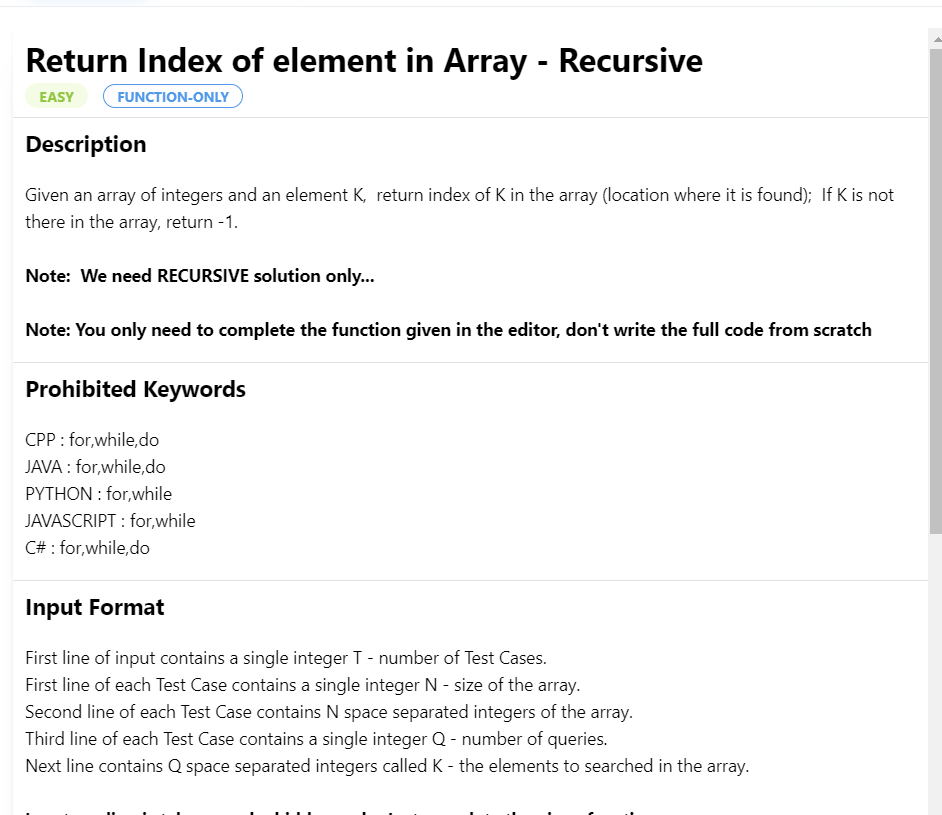 Return Index of element in Array - Recursive
EASY FUNCTION-ONLY
Description
Given an array of integers and an element K,  return index of K in the array (location where it is found);  If K is not
there in the array, return -1.
Note:  We need RECURSIVE solution only...
Note: You only need to complete the function given in the editor, don't write the full code from scratch
Prohibited Keywords
CPP : for,while,do
JAVA : for,while,do
PYTHON : for,while
JAVASCRIPT : for,while
C# : for,while,do
Input Format
First line of input contains a single integer T - number of Test Cases.
First line of each Test Case contains a single integer N - size of the array.
Second line of each Test Case contains N space separated integers of the array.
Third line of each Test Case contains a single integer Q - number of queries.
Next line contains Q space separated integers called K - the elements to searched in the array.